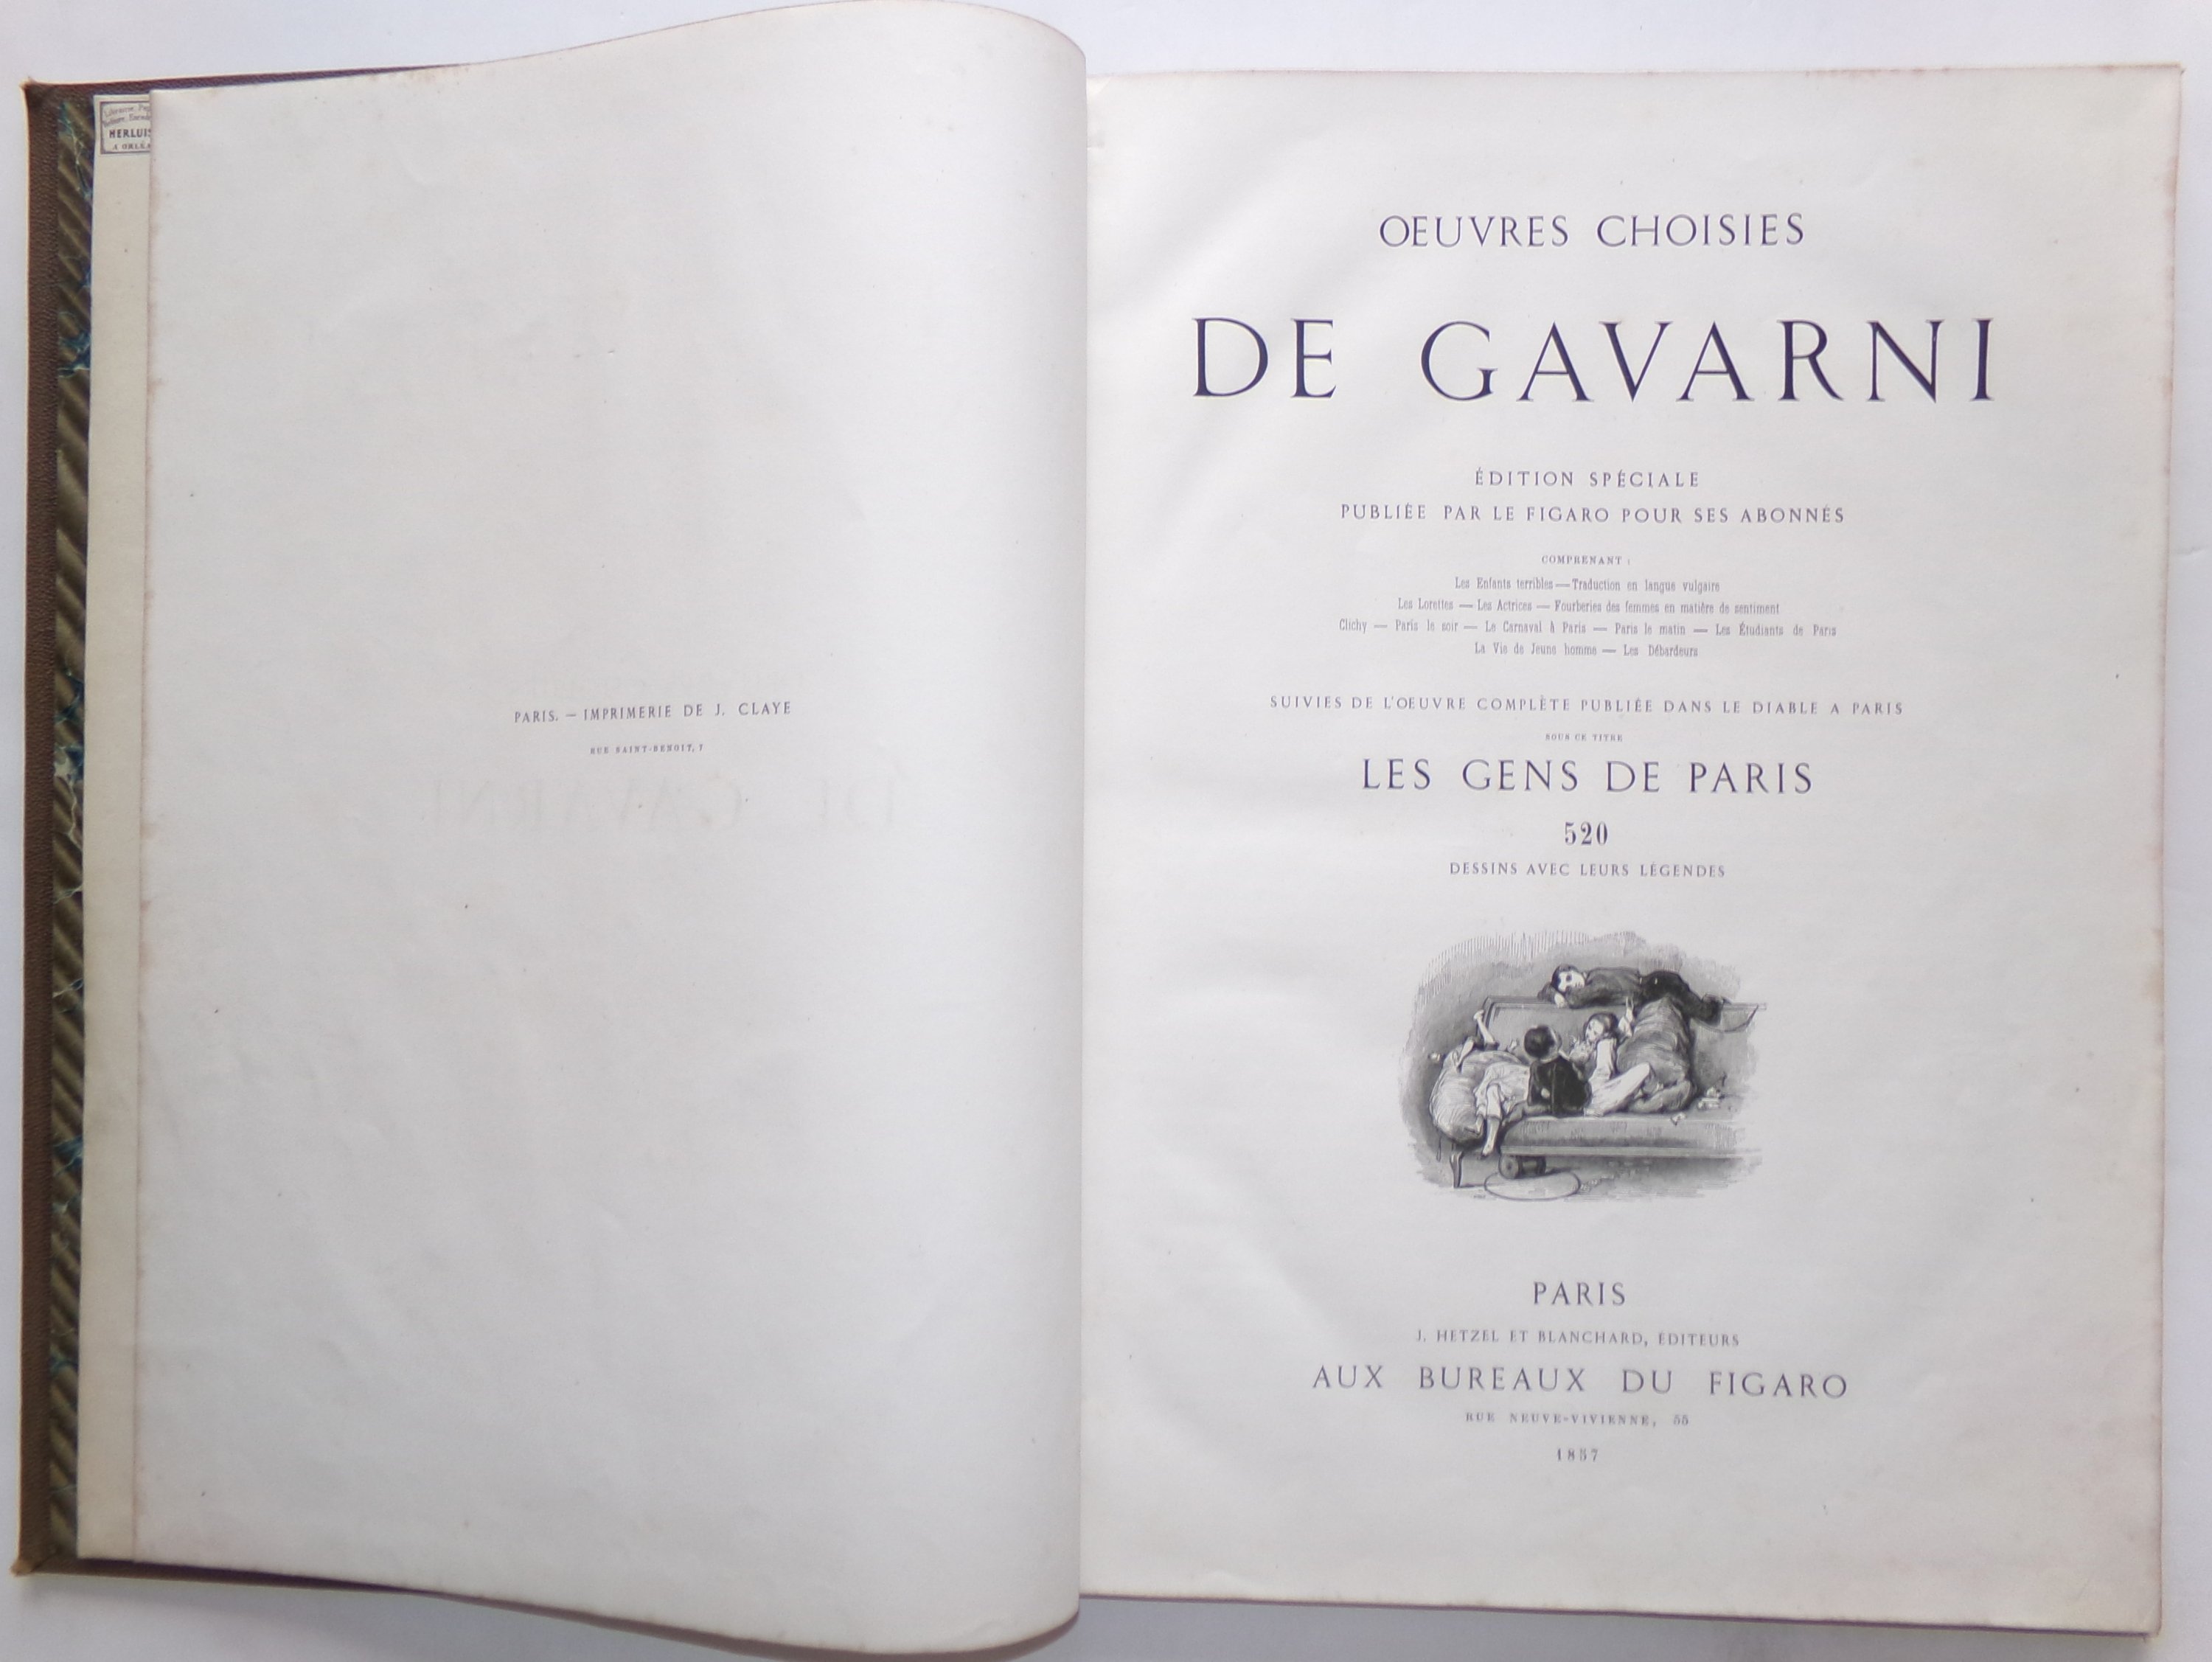 HERLUIS
PARIS. — IMPRIMERIE DE J. CLAYE
RUE SAINT-BENOIT, 7
OEUVRES CHOISIES
DE GAVARNI
ÉDITION SPÉCIALE
PUBLIÉE PAR LE FIGARO POUR SES ABONNÉS
COMPRENANT :
Les Enfants terribles — Traduction en langue vulgaire
Les Lorettes — Les Actrices — Fourberies des femmes en matière de sentiment
Clichy — Paris le soir — Le Carnaval à Paris — Paris le matin — Les Étudiants de Paris
La Vie de Jeune homme — Les Débardeurs
SUIVIES DE L'OEUVRE COMPLÈTE PUBLIÉE DANS LE DIABLE A PARIS
SOUS CE TITRE
LES GENS DE PARIS
520
DESSINS AVEC LEURS LÉGENDES
PARIS
J. HETZEL ET BLANCHARD, ÉDITEURS
AUX BUREAUX DU FIGARO
RUE NEUVE-VIVIENNE, 55
1857